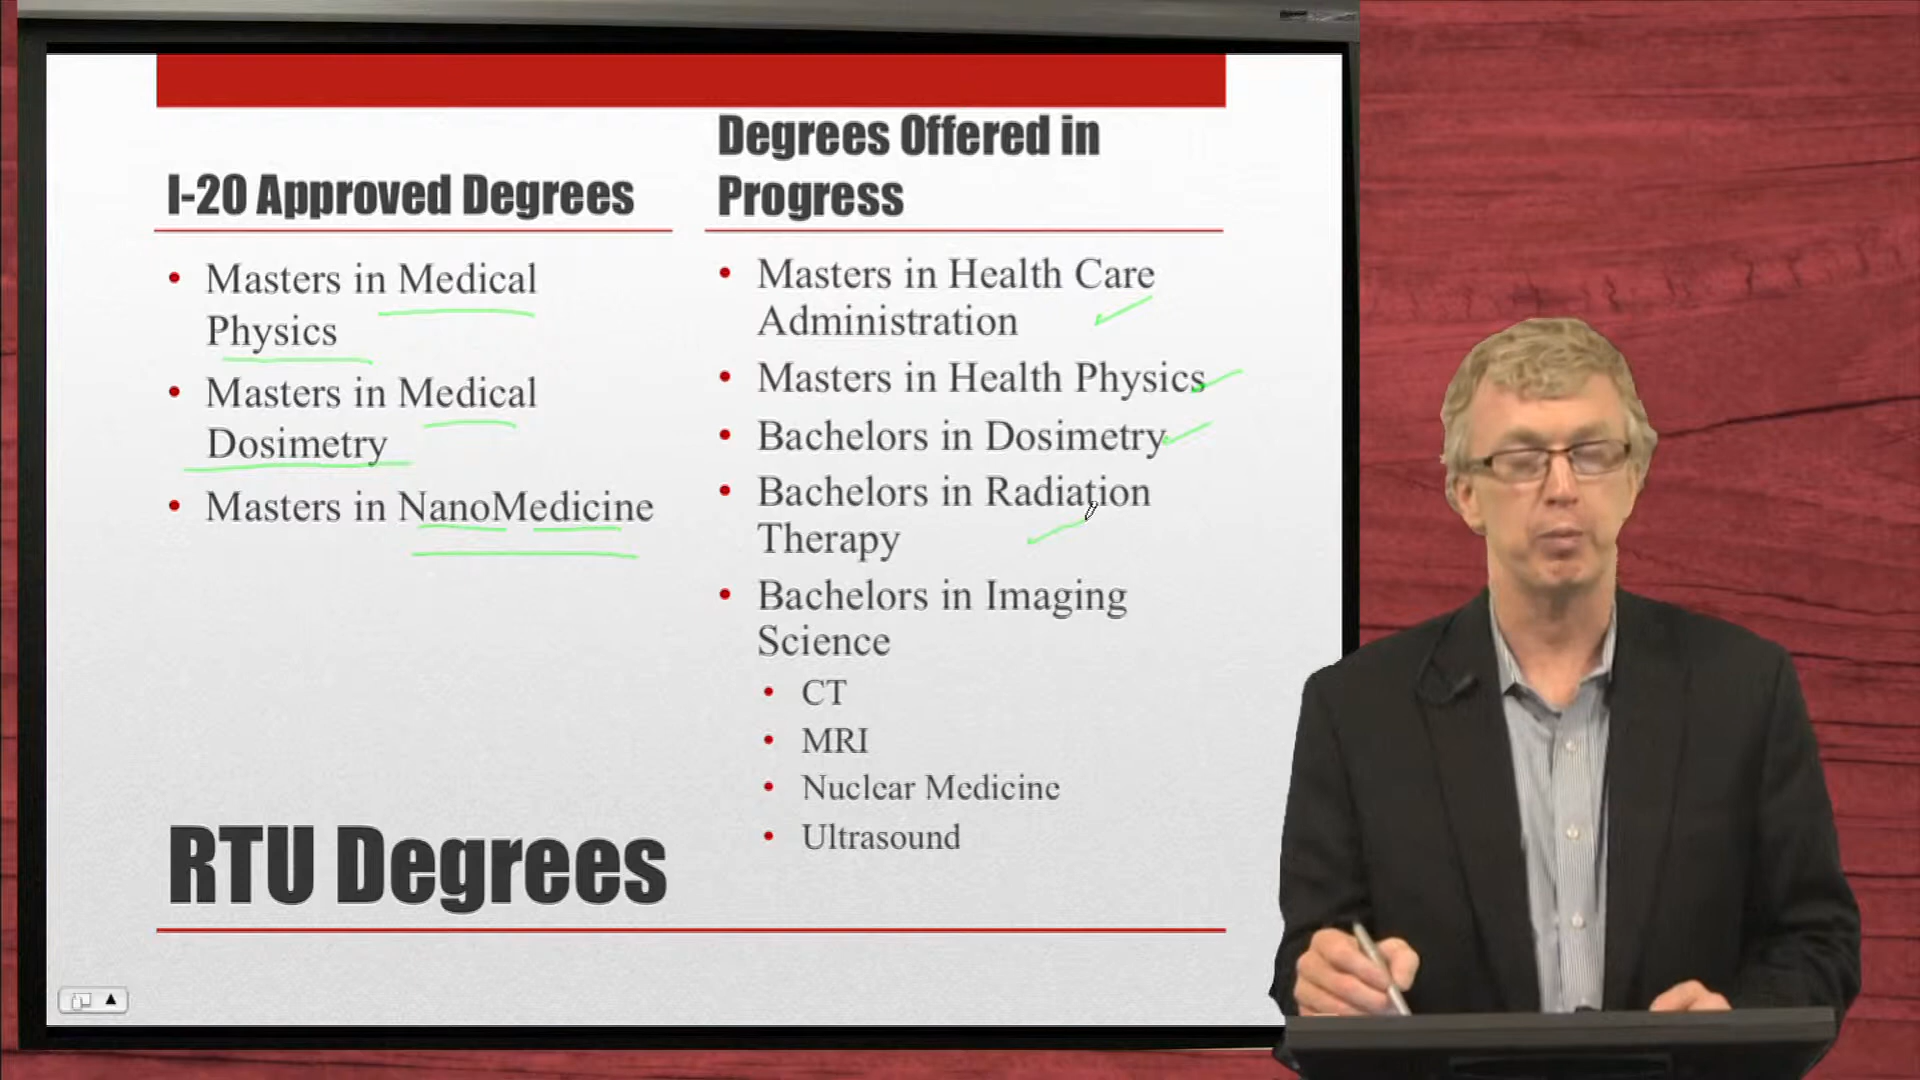 I-20 Approved Degrees
• Masters in Medical
Physics
• Masters in Medical
Dosimetry
• Masters in NanoMedicine
Degrees Offered in
Progress
• Masters in Health Care
Administration
• Masters in Health Physics
• Bachelors in Dosimetry
• Bachelors in Radiation
Therapy
• Bachelors in Imaging
Science
• CT
• MRI
• Nuclear Medicine
• Ultrasound
RTU Degrees